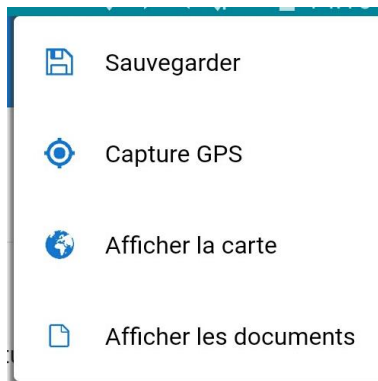 Sauvegarder
Capture GPS
Afficher la carte
Afficher les documents